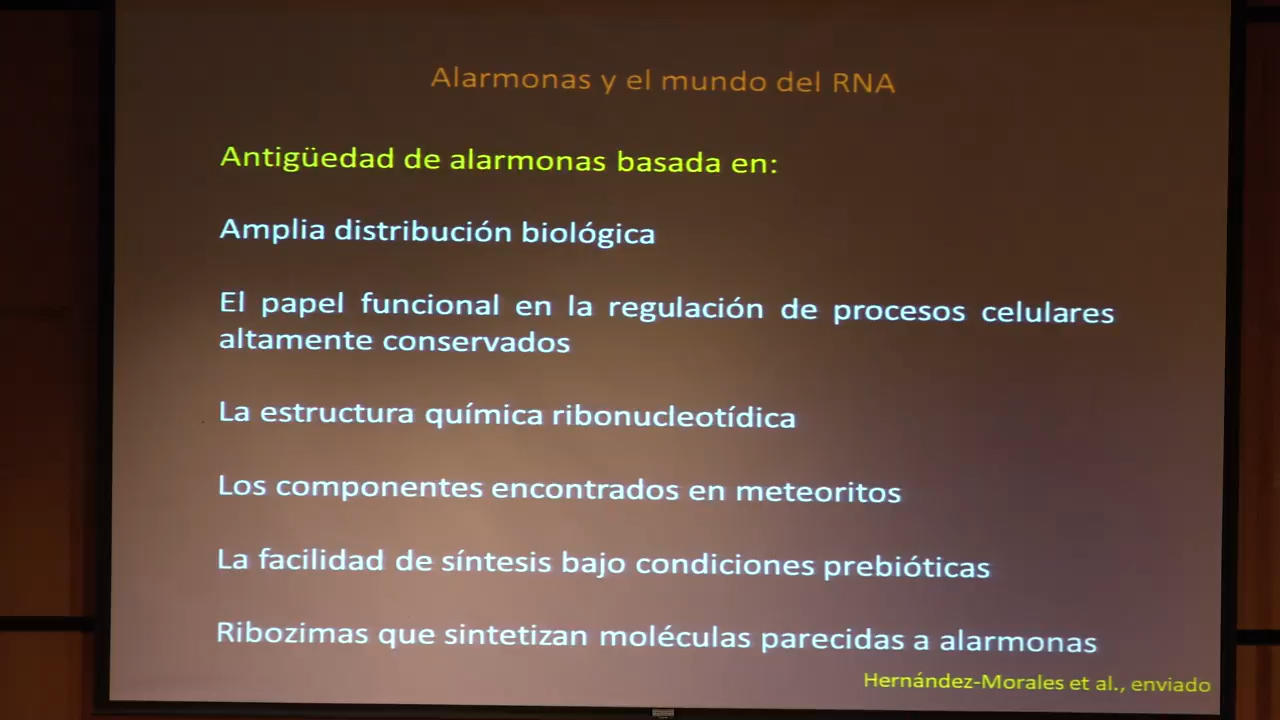 Alarmonas y el mundo del RNA
Antigüedad de alarmonas basada en:
Amplia distribución biológica
El papel funcional en la regulación de procesos celulares
altamente conservados
La estructura química ribonucleotídica
Los componentes encontrados en meteoritos
La facilidad de síntesis bajo condiciones prebióticas
Ribozimas que sintetizan moléculas parecidas a alarmonas
Hernández-Morales et al., enviado